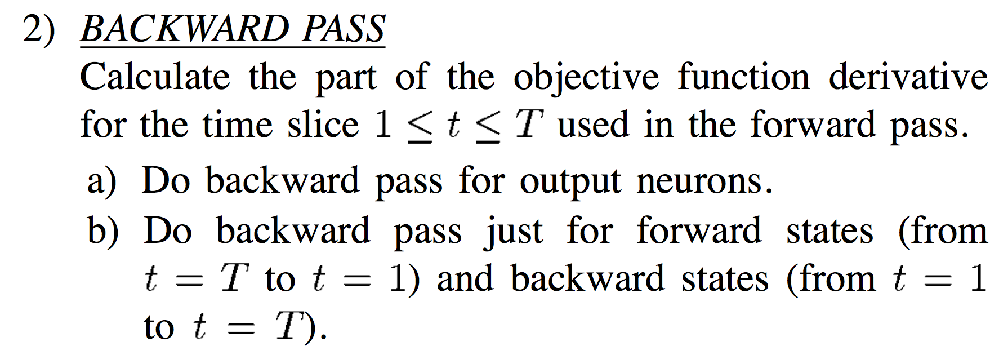 2) BACKWARD PASS
Calculate the part of the objective function derivative
for the time slice 1 ≤ t ≤ T used in the forward pass.
a) Do backward pass for output neurons.
b) Do backward pass just for forward states (from
t = T to t = 1) and backward states (from t = 1
to t = T).